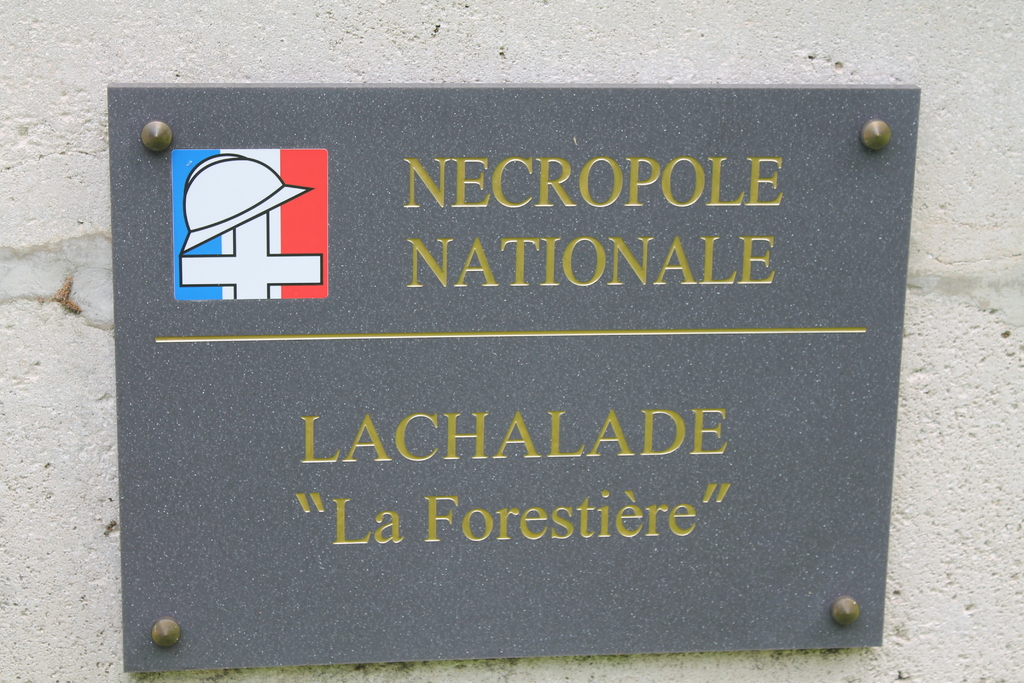 NECROPOLE
NATIONALE
LACHALADE
"La Forestière"